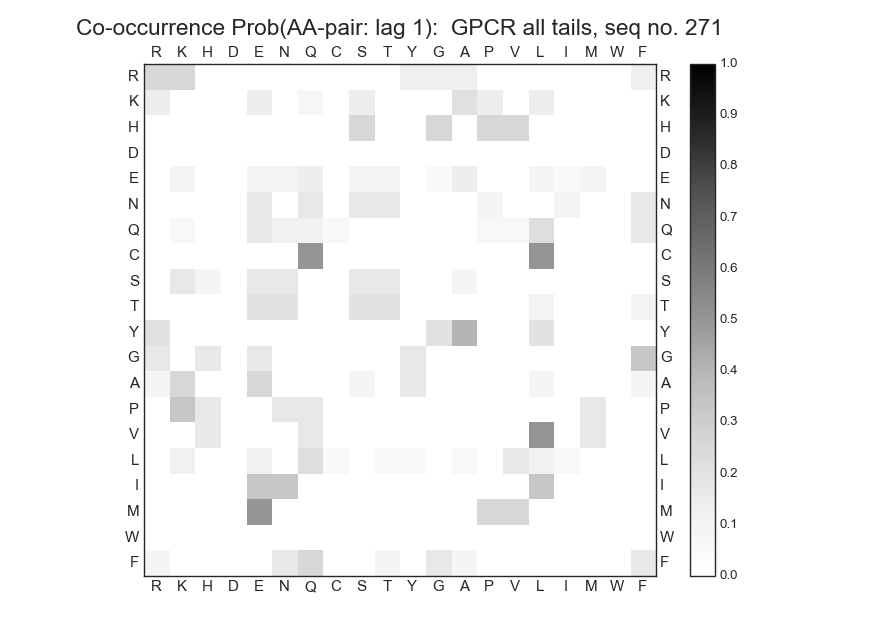 Co-occurrence Prob(AA-pair: lag 1):  GPCR all tails, seq no. 271
R K H D E N Q C S T Y G A P V L I M W F
R R 1.0
K K 0.9
H H
D D 0.8
E E
N N 0.7
Q Q
C C 0.6
S S
T T 0.5
Y Y
G G 0.4
A A
P P 0.3
V V
L L 0.2
I I
M M 0.1
W W
F F 0.0
R K H D E N Q C S T Y G A P V L I M W F